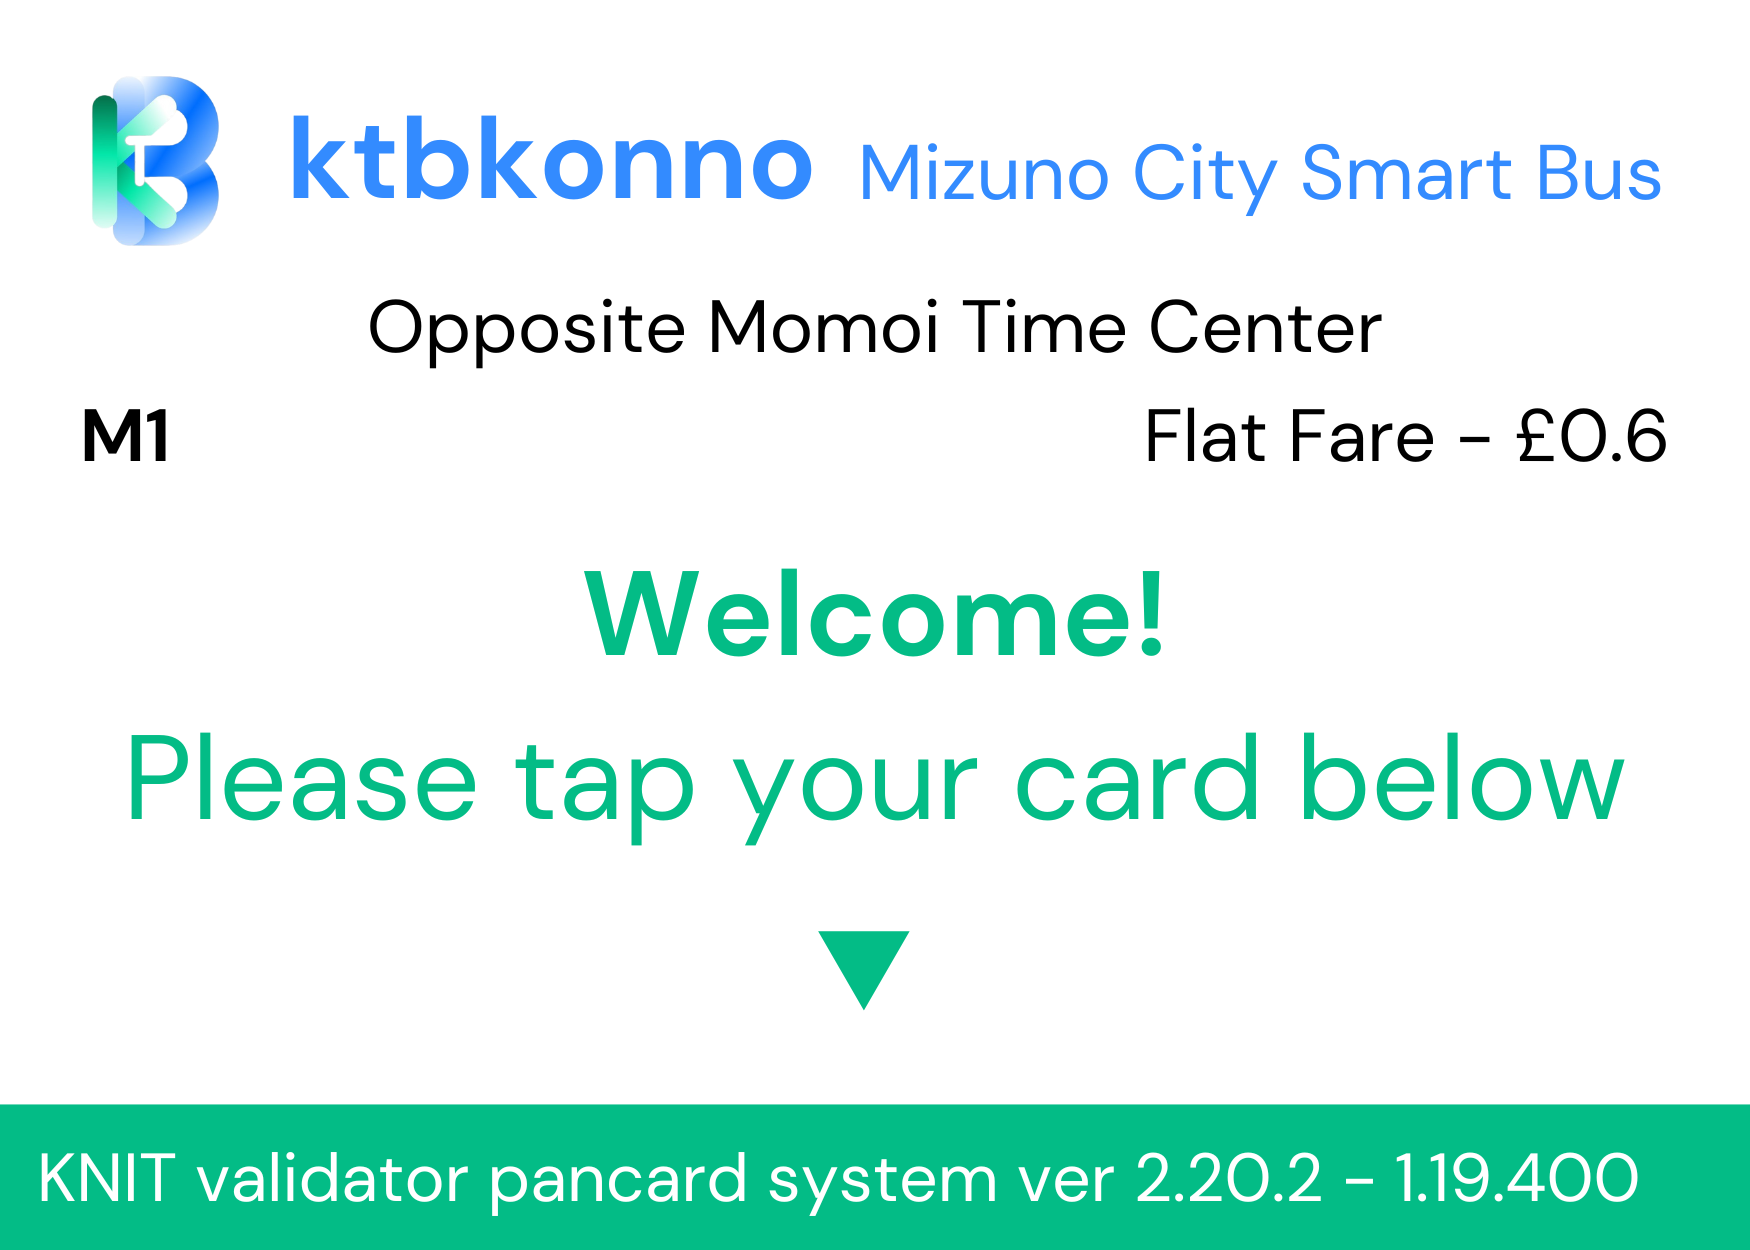 ktbkonno Mizuno City Smart Bus
Opposite Momoi Time Center
M1 Flat Fare - £0.6
Welcome!
Please tap your card below
KNIT validator pancard system ver 2.20.2 - 1.19.400